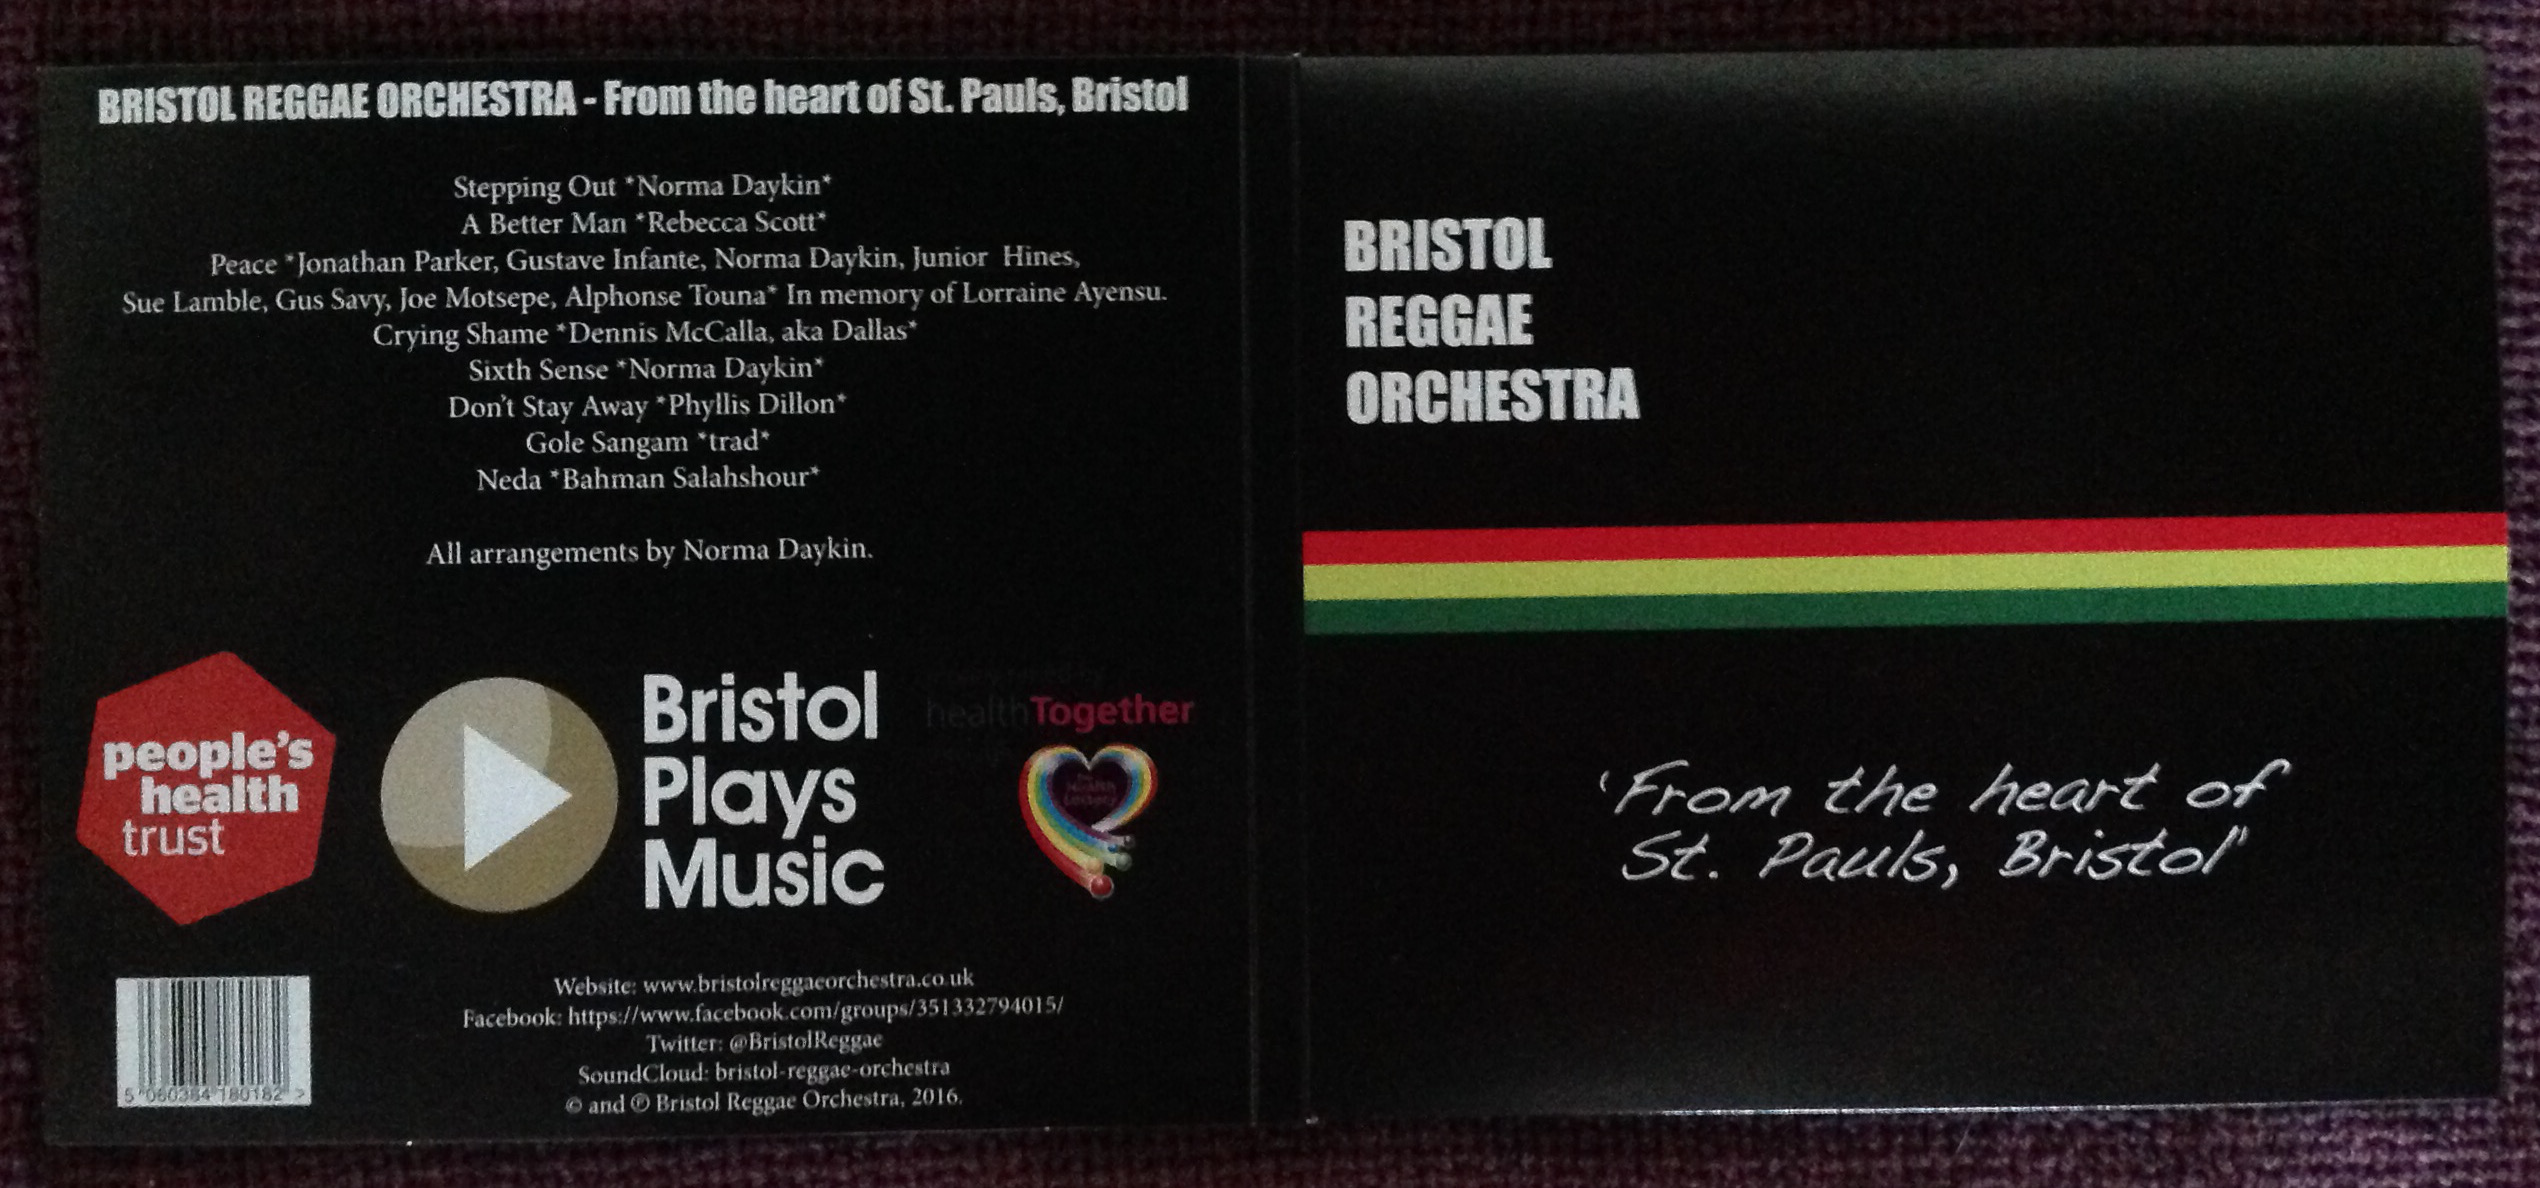 BRISTOL REGGAE ORCHESTRA - From the heart of St. Pauls, Bristol
Stepping Out *Norma Daykin*
A Better Man *Rebecca Scott*
Peace *Jonathan Parker, Gustave Infante, Norma Daykin, Junior Hines,
Sue Lamble, Gus Savy, Joe Motsepe, Alphonse Touna* In memory of Lorraine Ayensu.
Crying Shame *Dennis McCalla, aka Dallas*
Sixth Sense *Norma Daykin*
Don't Stay Away *Phyllis Dillon*
Gole Sangam *trad*
Neda *Bahman Salahshour*
All arrangements by Norma Daykin.
people's
health
trust
Bristol
Plays
Music
healthTogether
Website: www.bristolreggaeorchestra.co.uk
Facebook: https://www.facebook.com/groups/351332794015/
Twitter: @BristolReggae
SoundCloud: bristol-reggae-orchestra
© and ℗ Bristol Reggae Orchestra, 2016.
5 060384 180182 >
BRISTOL
REGGAE
ORCHESTRA
'From the heart of
St. Pauls, Bristol"